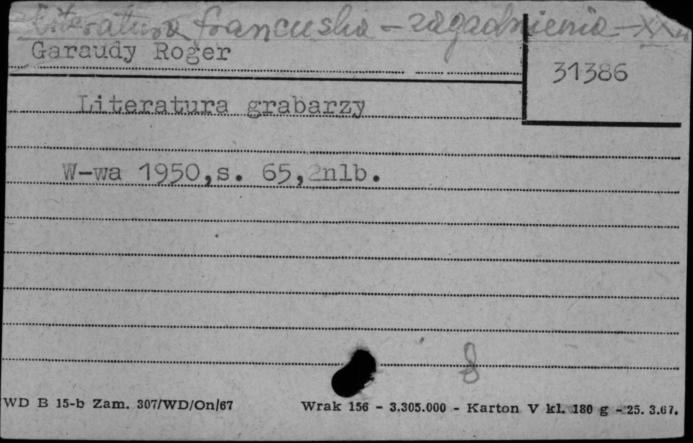 Literatura francuska - zagadnienia - XX w
Garaudy Roger
31386
Literatura grabarzy
W-wa 1950,s. 65,2nlb.
8
WD B 15-b Zam. 307/WD/On/67 Wrak 156 - 3.305.000 - Karton V kl. 180 g - 25. 3.67.